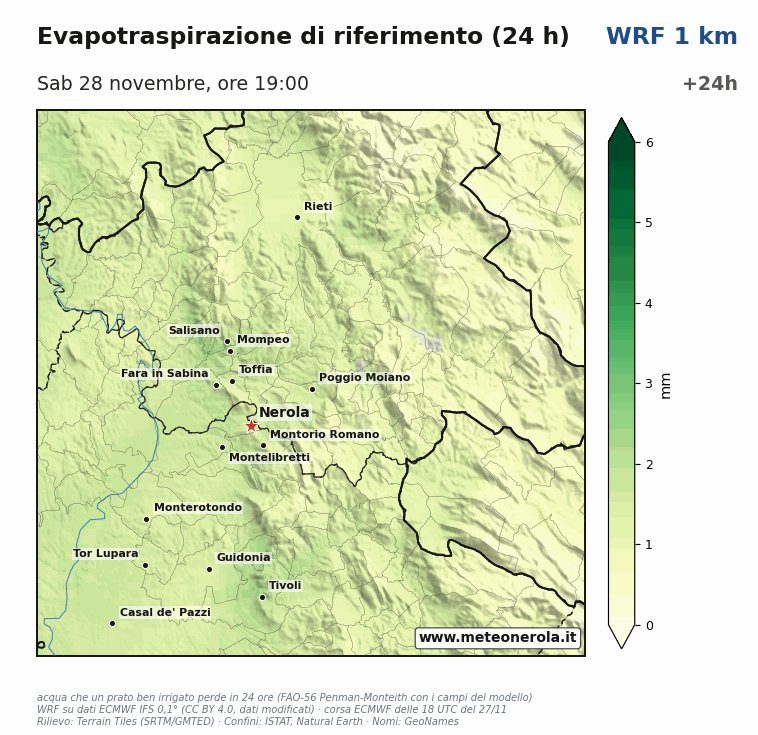 Evapotraspirazione di riferimento (24 h) WRF 1 km
Sab 28 novembre, ore 19:00 +24h
Rieti
Salisano
Mompeo
Toffia
Fara in Sabina
Poggio Moiano
Nerola
Montorio Romano
Montelibretti
Monterotondo
Tor Lupara
Guidonia
Tivoli
Casal de' Pazzi
www.meteonerola.it
6
5
4
3
2
1
0
mm
acqua che un prato ben irrigato perde in 24 ore (FAO-56 Penman-Monteith con i campi del modello)
WRF su dati ECMWF IFS 0,1° (CC BY 4.0, dati modificati) · corsa ECMWF delle 18 UTC del 27/11
Rilievo: Terrain Tiles (SRTM/GMTED) · Confini: ISTAT, Natural Earth · Nomi: GeoNames